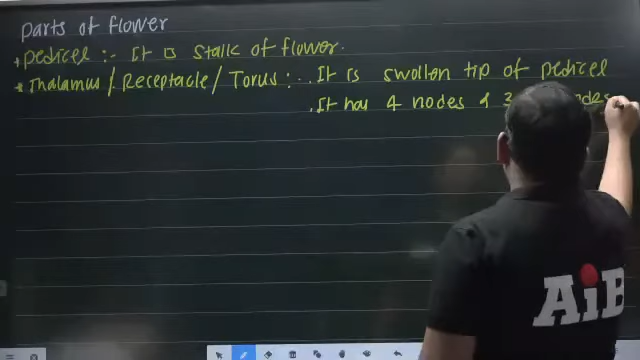 Parts of flower
* Pedicel :- It is stalk of flower.
* Thalamus / Receptacle / Torus :- . It is swollen tip of pedicel
. It has 4 nodes & 3 nodes
AiB